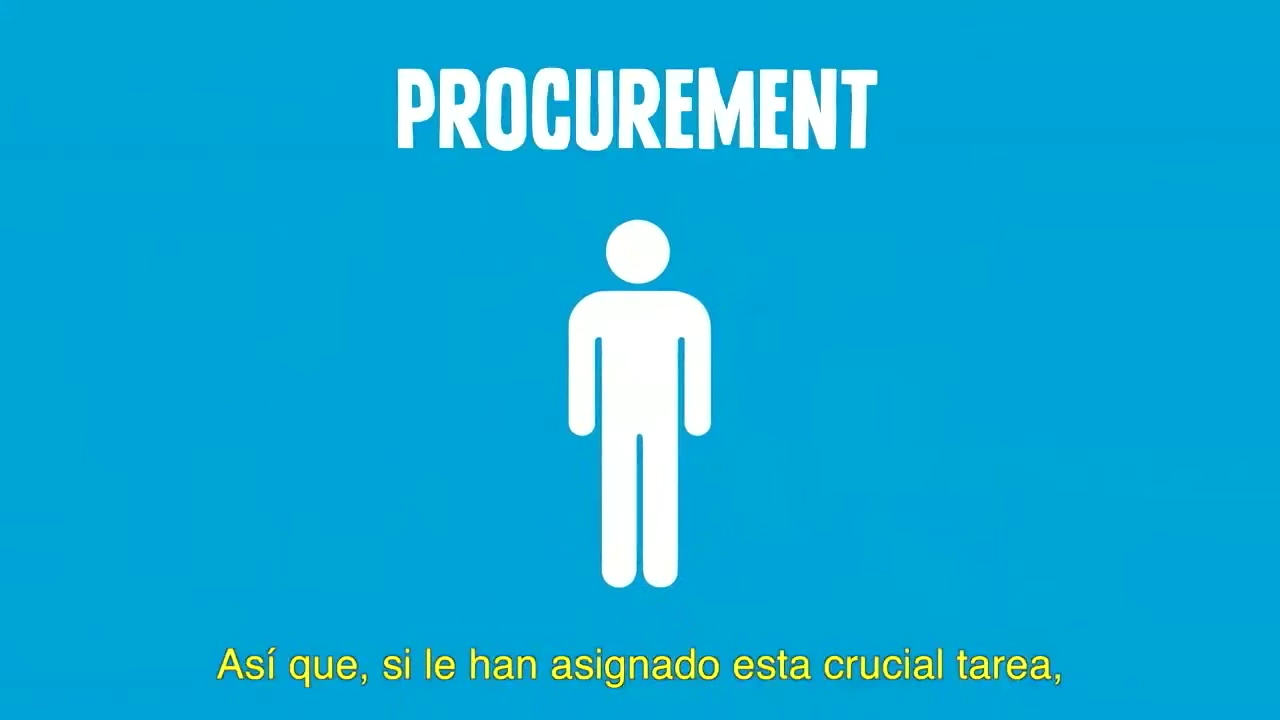 PROCUREMENT
Así que, si le han asignado esta crucial tarea,